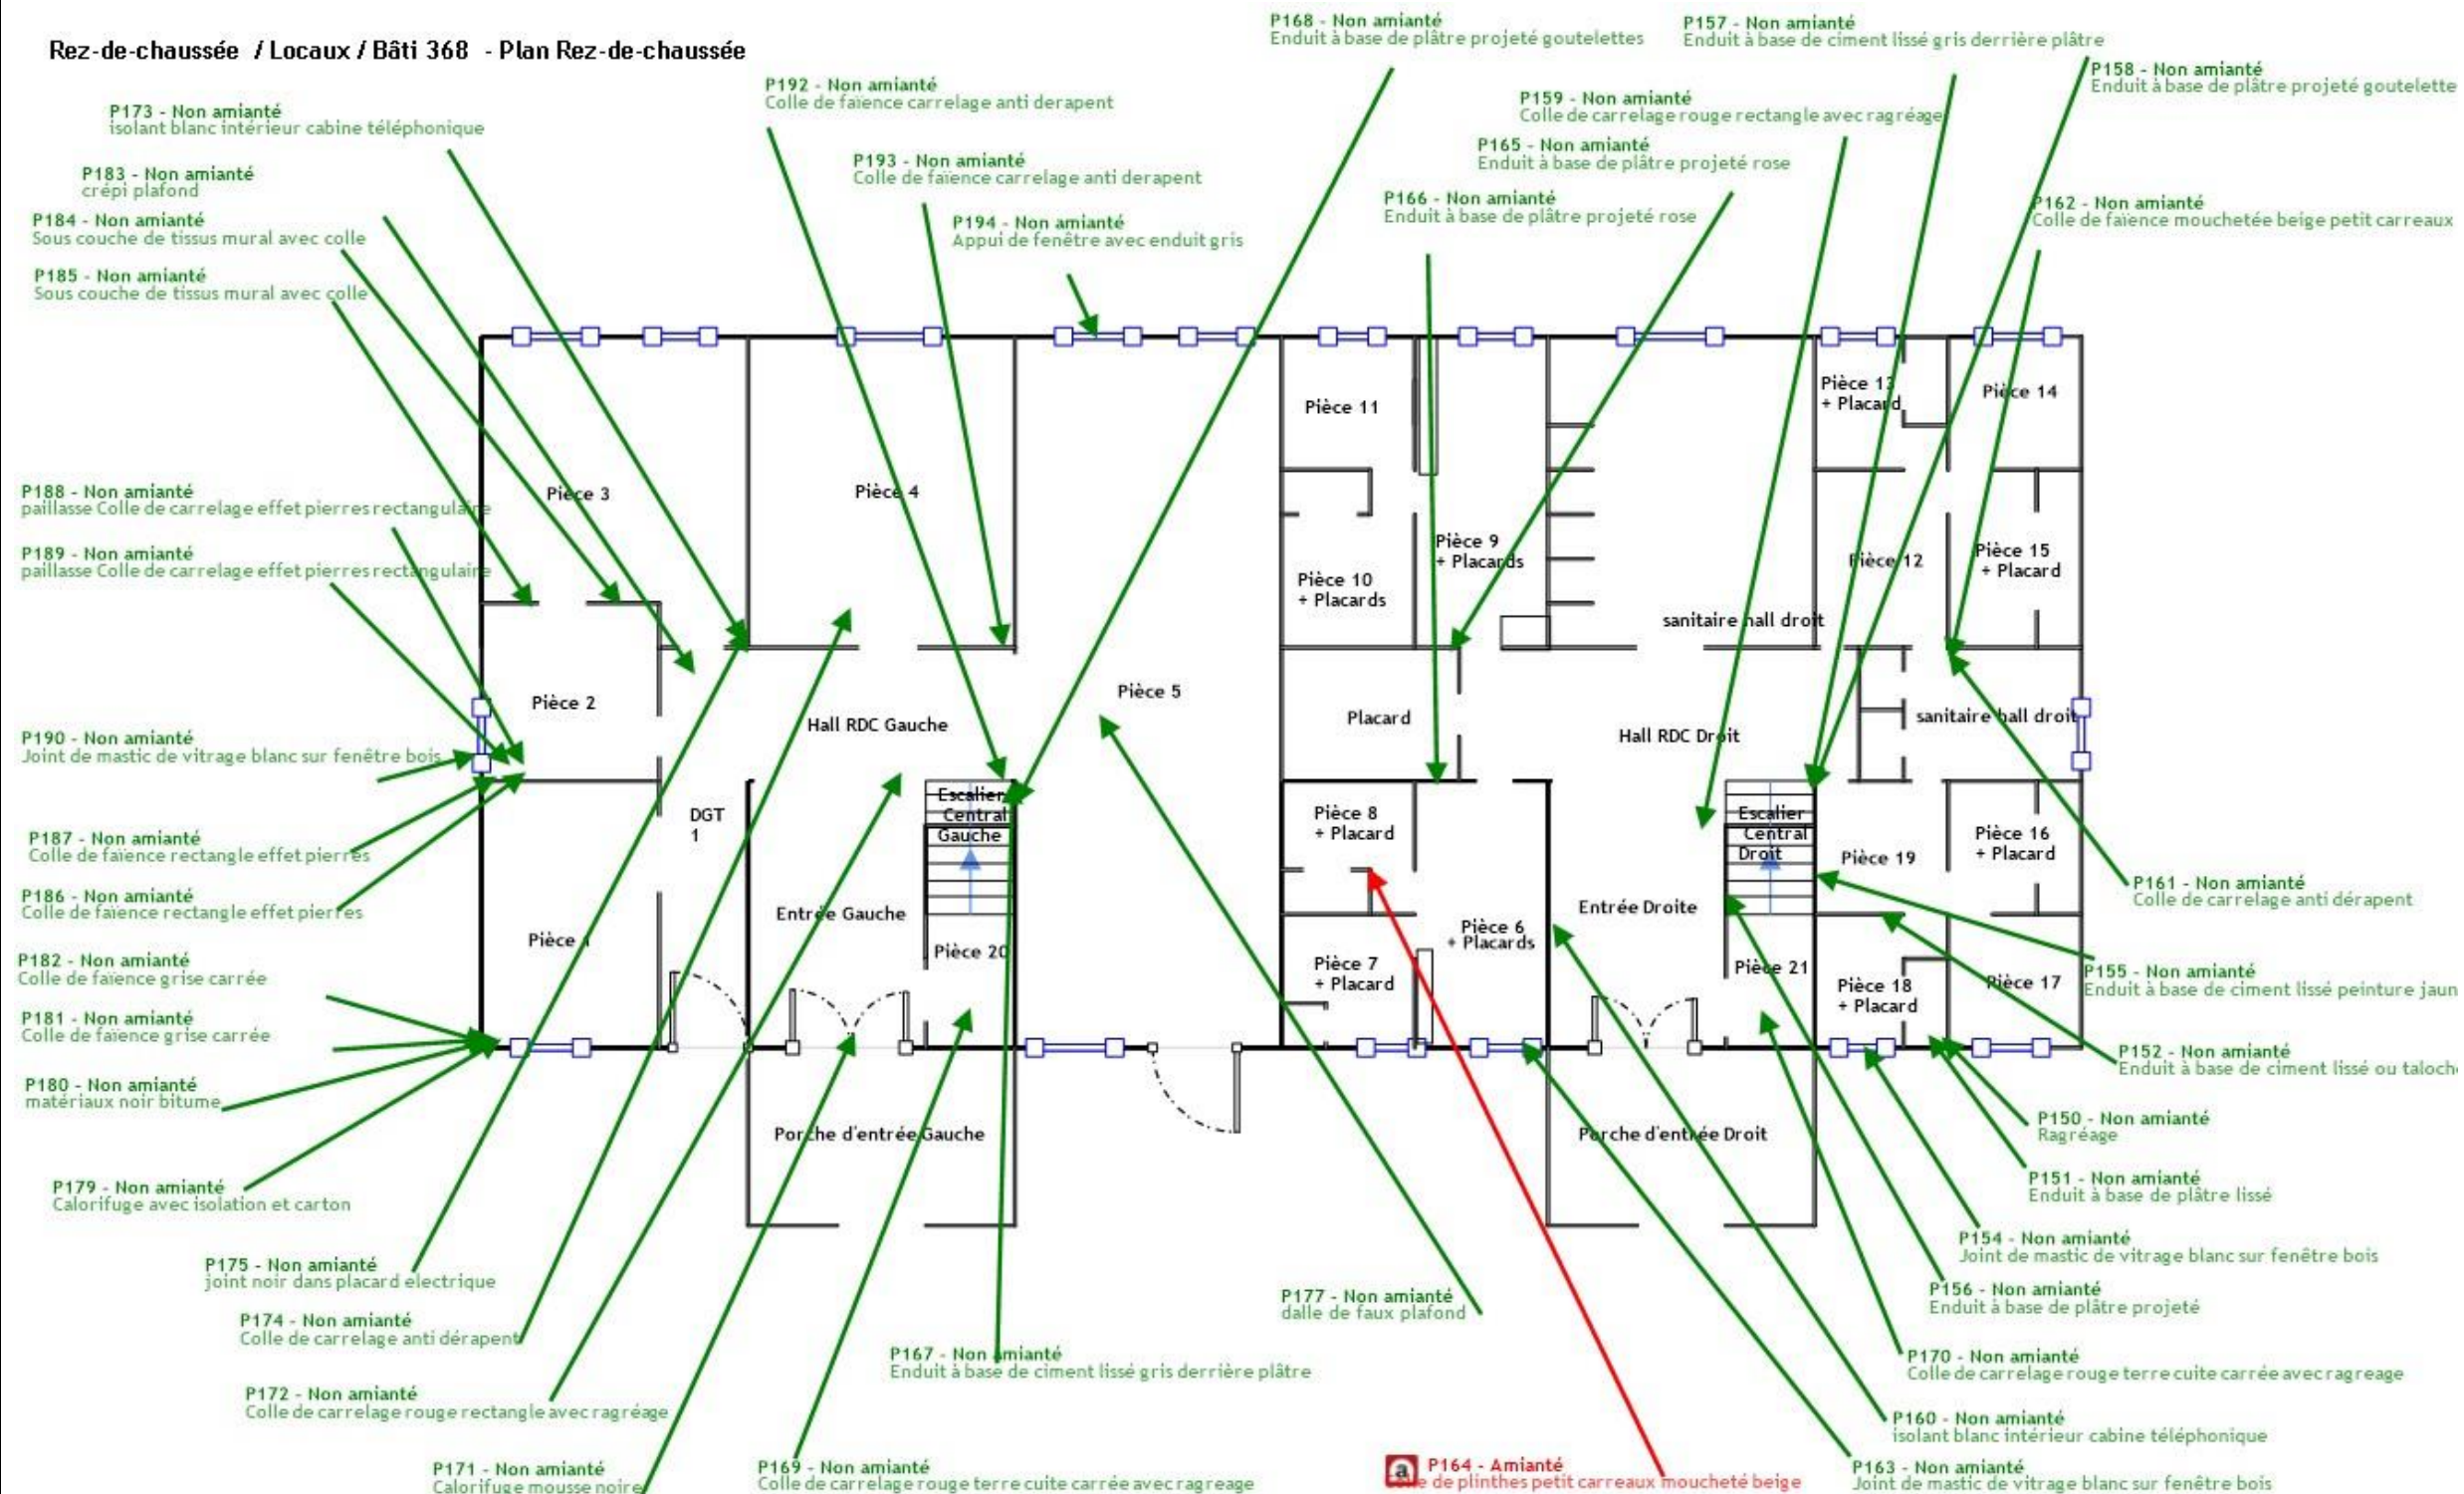 Rez-de-chaussée / Locaux / Bâti 368 - Plan Rez-de-chaussée
P168 - Non amianté
Enduit à base de plâtre projeté goutelettes
P157 - Non amianté
Enduit à base de ciment lissé gris derrière plâtre
P158 - Non amianté
Enduit à base de plâtre projeté goutelette
P192 - Non amianté
Colle de faïence carrelage anti derapent
P159 - Non amianté
Colle de carrelage rouge rectangle avec ragréage
P173 - Non amianté
isolant blanc intérieur cabine téléphonique
P193 - Non amianté
Colle de faïence carrelage anti derapent
P165 - Non amianté
Enduit à base de plâtre projeté rose
P183 - Non amianté
crépi plafond
P166 - Non amianté
Enduit à base de plâtre projeté rose
P162 - Non amianté
Colle de faïence mouchetée beige petit carreaux
P184 - Non amianté
Sous couche de tissus mural avec colle
P194 - Non amianté
Appui de fenêtre avec enduit gris
P185 - Non amianté
Sous couche de tissus mural avec colle
Pièce 13
+ Placard
Pièce 14
Pièce 11
P188 - Non amianté
paillasse Colle de carrelage effet pierres rectangulaire
Pièce 3
Pièce 4
P189 - Non amianté
paillasse Colle de carrelage effet pierres rectangulaire
Pièce 9
+ Placards
Pièce 12
Pièce 15
+ Placard
Pièce 10
+ Placards
sanitaire hall droit
Pièce 2
Pièce 5
Placard
sanitaire hall droit
Hall RDC Gauche
Hall RDC Droit
P190 - Non amianté
Joint de mastic de vitrage blanc sur fenêtre bois
DGT
1
Escalier
Central
Gauche
Pièce 8
+ Placard
Escalier
Central
Droit
Pièce 19
Pièce 16
+ Placard
P187 - Non amianté
Colle de faïence rectangle effet pierres
P161 - Non amianté
Colle de carrelage anti dérapent
P186 - Non amianté
Colle de faïence rectangle effet pierres
Entrée Gauche
Entrée Droite
Pièce 1
Pièce 20
Pièce 6
+ Placards
P182 - Non amianté
Colle de faïence grise carrée
Pièce 7
+ Placard
Pièce 21
Pièce 18
+ Placard
Pièce 17
P155 - Non amianté
Enduit à base de ciment lissé peinture jaun
P181 - Non amianté
Colle de faïence grise carrée
P152 - Non amianté
Enduit à base de ciment lissé ou taloch
P180 - Non amianté
matériaux noir bitume
P150 - Non amianté
Ragréage
Porche d'entrée Gauche
Porche d'entrée Droit
P179 - Non amianté
Calorifuge avec isolation et carton
P151 - Non amianté
Enduit à base de plâtre lissé
P154 - Non amianté
Joint de mastic de vitrage blanc sur fenêtre bois
P175 - Non amianté
joint noir dans placard electrique
P177 - Non amianté
dalle de faux plafond
P156 - Non amianté
Enduit à base de plâtre projeté
P174 - Non amianté
Colle de carrelage anti dérapent
P167 - Non amianté
Enduit à base de ciment lissé gris derrière plâtre
P170 - Non amianté
Colle de carrelage rouge terre cuite carrée avec ragreage
P172 - Non amianté
Colle de carrelage rouge rectangle avec ragréage
P160 - Non amianté
isolant blanc intérieur cabine téléphonique
P171 - Non amianté
Calorifuge mousse noire
P169 - Non amianté
Colle de carrelage rouge terre cuite carrée avec ragreage
a P164 - Amianté
Colle de plinthes petit carreaux moucheté beige
P163 - Non amianté
Joint de mastic de vitrage blanc sur fenêtre bois